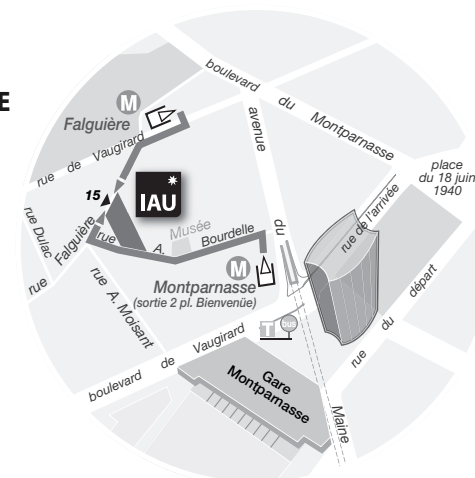 E
boulevard du Montparnasse
M
Falguière
rue de Vaugirard
avenue du Maine
place
du 18 juin
1940
15
IAU
rue de l'arrivée
rue Dulac
rue Falguière
Musée
rue A. Bourdelle
M
Montparnasse
(sortie 2 pl. Bienvenüe)
rue A. Moisant
rue du départ
T bus
boulevard de Vaugirard
Gare
Montparnasse